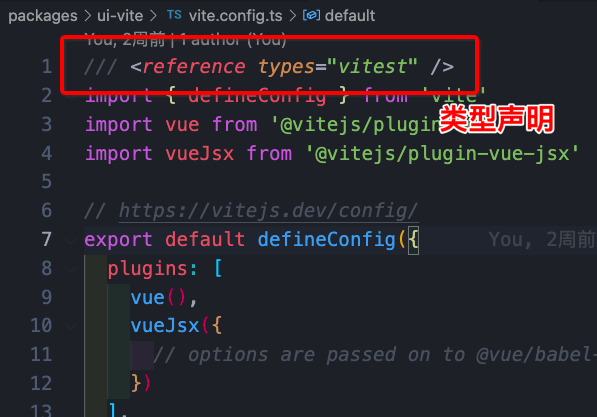 packages > ui-vite > TS vite.config.ts > default
You, 2周前 | 1 author (You)
1 /// <reference types="vitest" />
2 import { defineConfig } from 'vite'
3 import vue from '@vitejs/plugin
类型声明
4 import vueJsx from '@vitejs/plugin-vue-jsx'
5
6 // https://vitejs.dev/config/
7 export default defineConfig({ You, 2周前
8 plugins: [
9 vue(),
10 vueJsx({
11 // options are passed on to @vue/babel-
12 })
13 ],